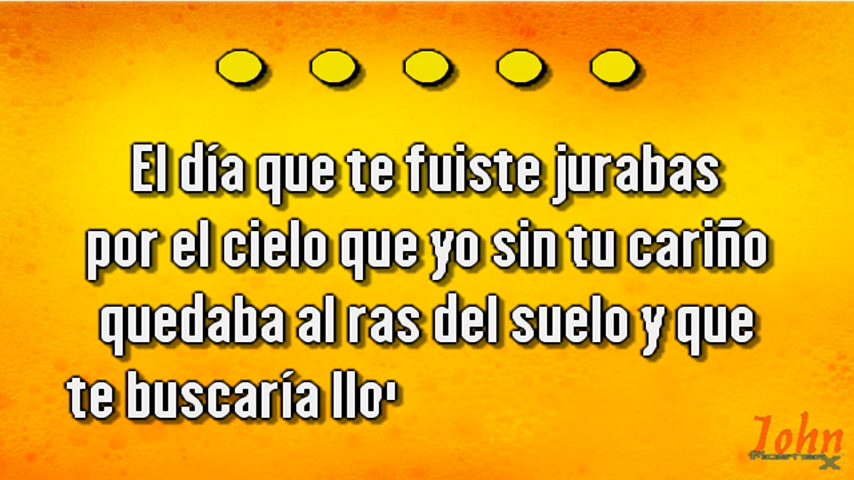 El día que te fuiste jurabas
por el cielo que yo sin tu cariño
quedaba al ras del suelo y que
te buscaría llo
John